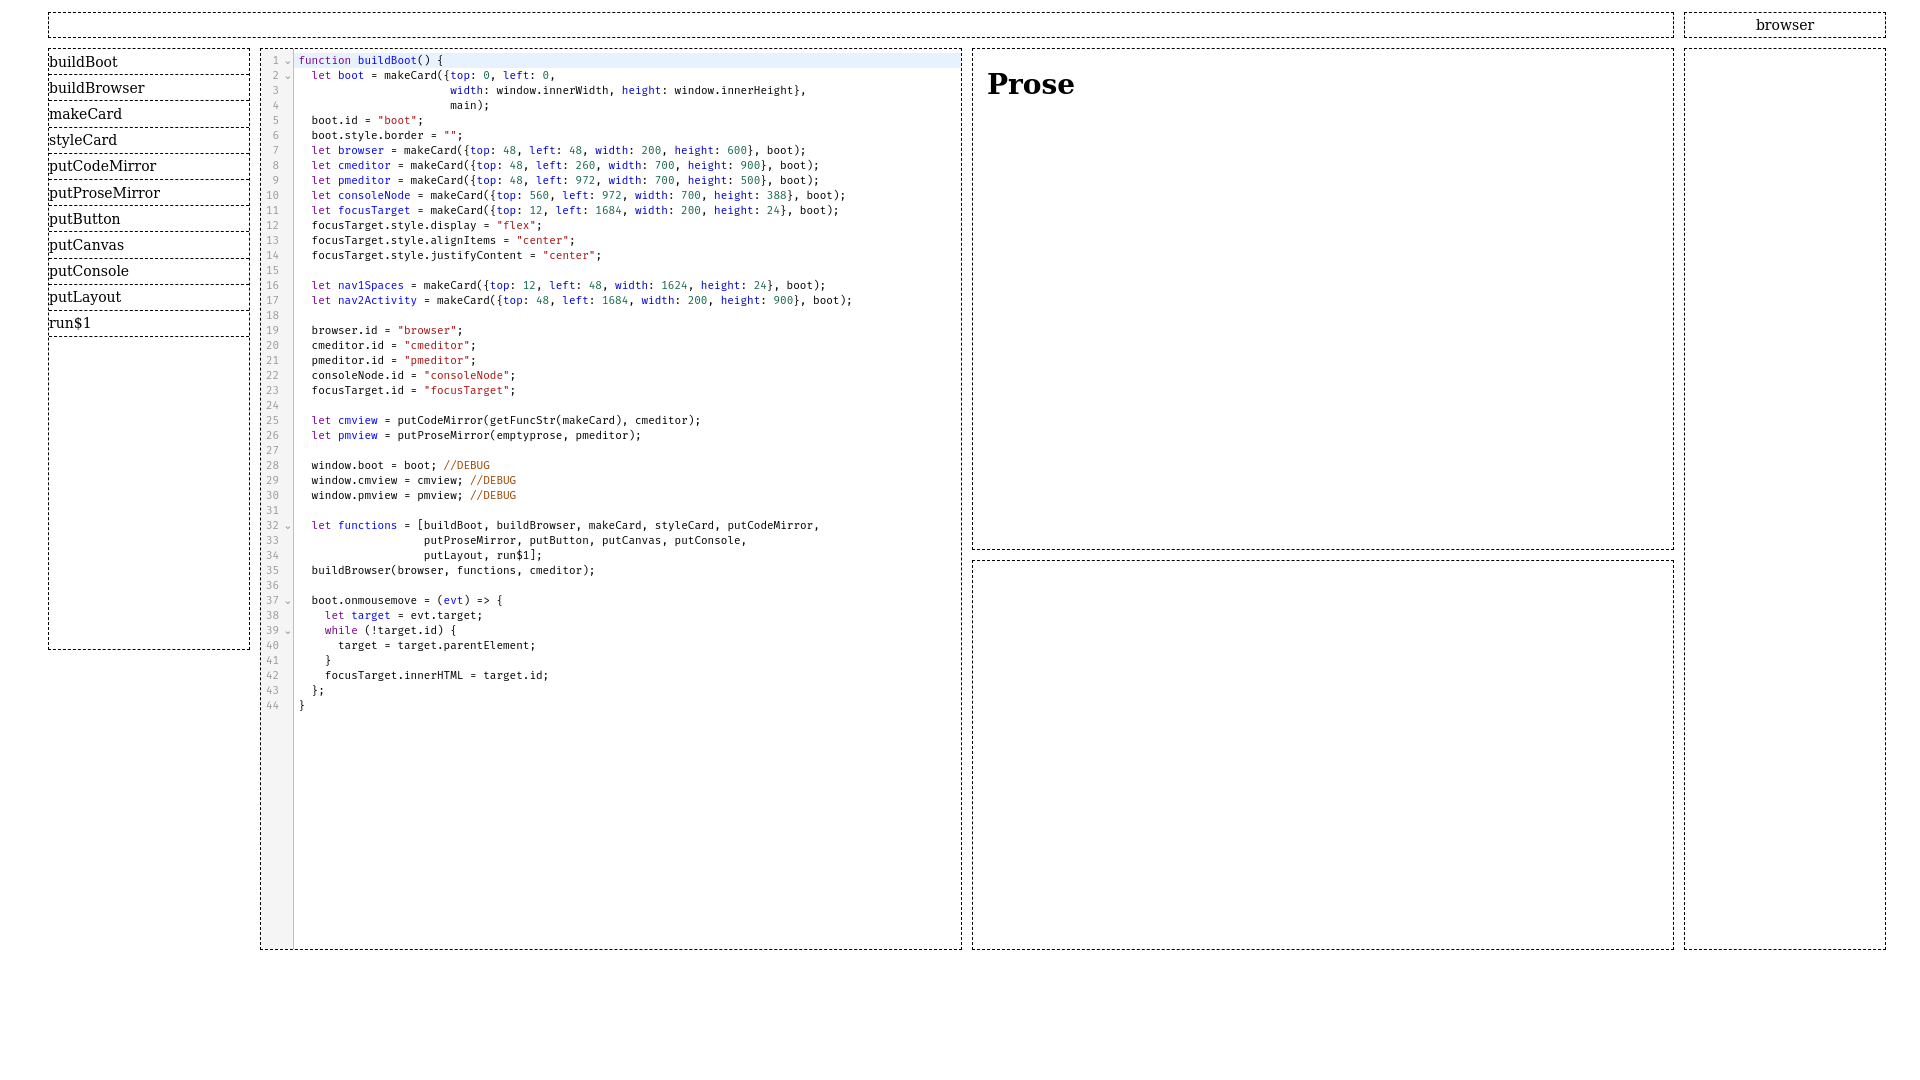 browser
buildBoot
buildBrowser
makeCard
styleCard
putCodeMirror
putProseMirror
putButton
putCanvas
putConsole
putLayout
run$1
1 function buildBoot() {
2   let boot = makeCard({top: 0, left: 0,
3                        width: window.innerWidth, height: window.innerHeight},
4                        main);
5   boot.id = "boot";
6   boot.style.border = "";
7   let browser = makeCard({top: 48, left: 48, width: 200, height: 600}, boot);
8   let cmeditor = makeCard({top: 48, left: 260, width: 700, height: 900}, boot);
9   let pmeditor = makeCard({top: 48, left: 972, width: 700, height: 500}, boot);
10   let consoleNode = makeCard({top: 560, left: 972, width: 700, height: 388}, boot);
11   let focusTarget = makeCard({top: 12, left: 1684, width: 200, height: 24}, boot);
12   focusTarget.style.display = "flex";
13   focusTarget.style.alignItems = "center";
14   focusTarget.style.justifyContent = "center";
15
16   let nav1Spaces = makeCard({top: 12, left: 48, width: 1624, height: 24}, boot);
17   let nav2Activity = makeCard({top: 48, left: 1684, width: 200, height: 900}, boot);
18
19   browser.id = "browser";
20   cmeditor.id = "cmeditor";
21   pmeditor.id = "pmeditor";
22   consoleNode.id = "consoleNode";
23   focusTarget.id = "focusTarget";
24
25   let cmview = putCodeMirror(getFuncStr(makeCard), cmeditor);
26   let pmview = putProseMirror(emptyprose, pmeditor);
27
28   window.boot = boot; //DEBUG
29   window.cmview = cmview; //DEBUG
30   window.pmview = pmview; //DEBUG
31
32   let functions = [buildBoot, buildBrowser, makeCard, styleCard, putCodeMirror,
33                    putProseMirror, putButton, putCanvas, putConsole,
34                    putLayout, run$1];
35   buildBrowser(browser, functions, cmeditor);
36
37   boot.onmousemove = (evt) => {
38     let target = evt.target;
39     while (!target.id) {
40       target = target.parentElement;
41     }
42     focusTarget.innerHTML = target.id;
43   };
44 }
Prose